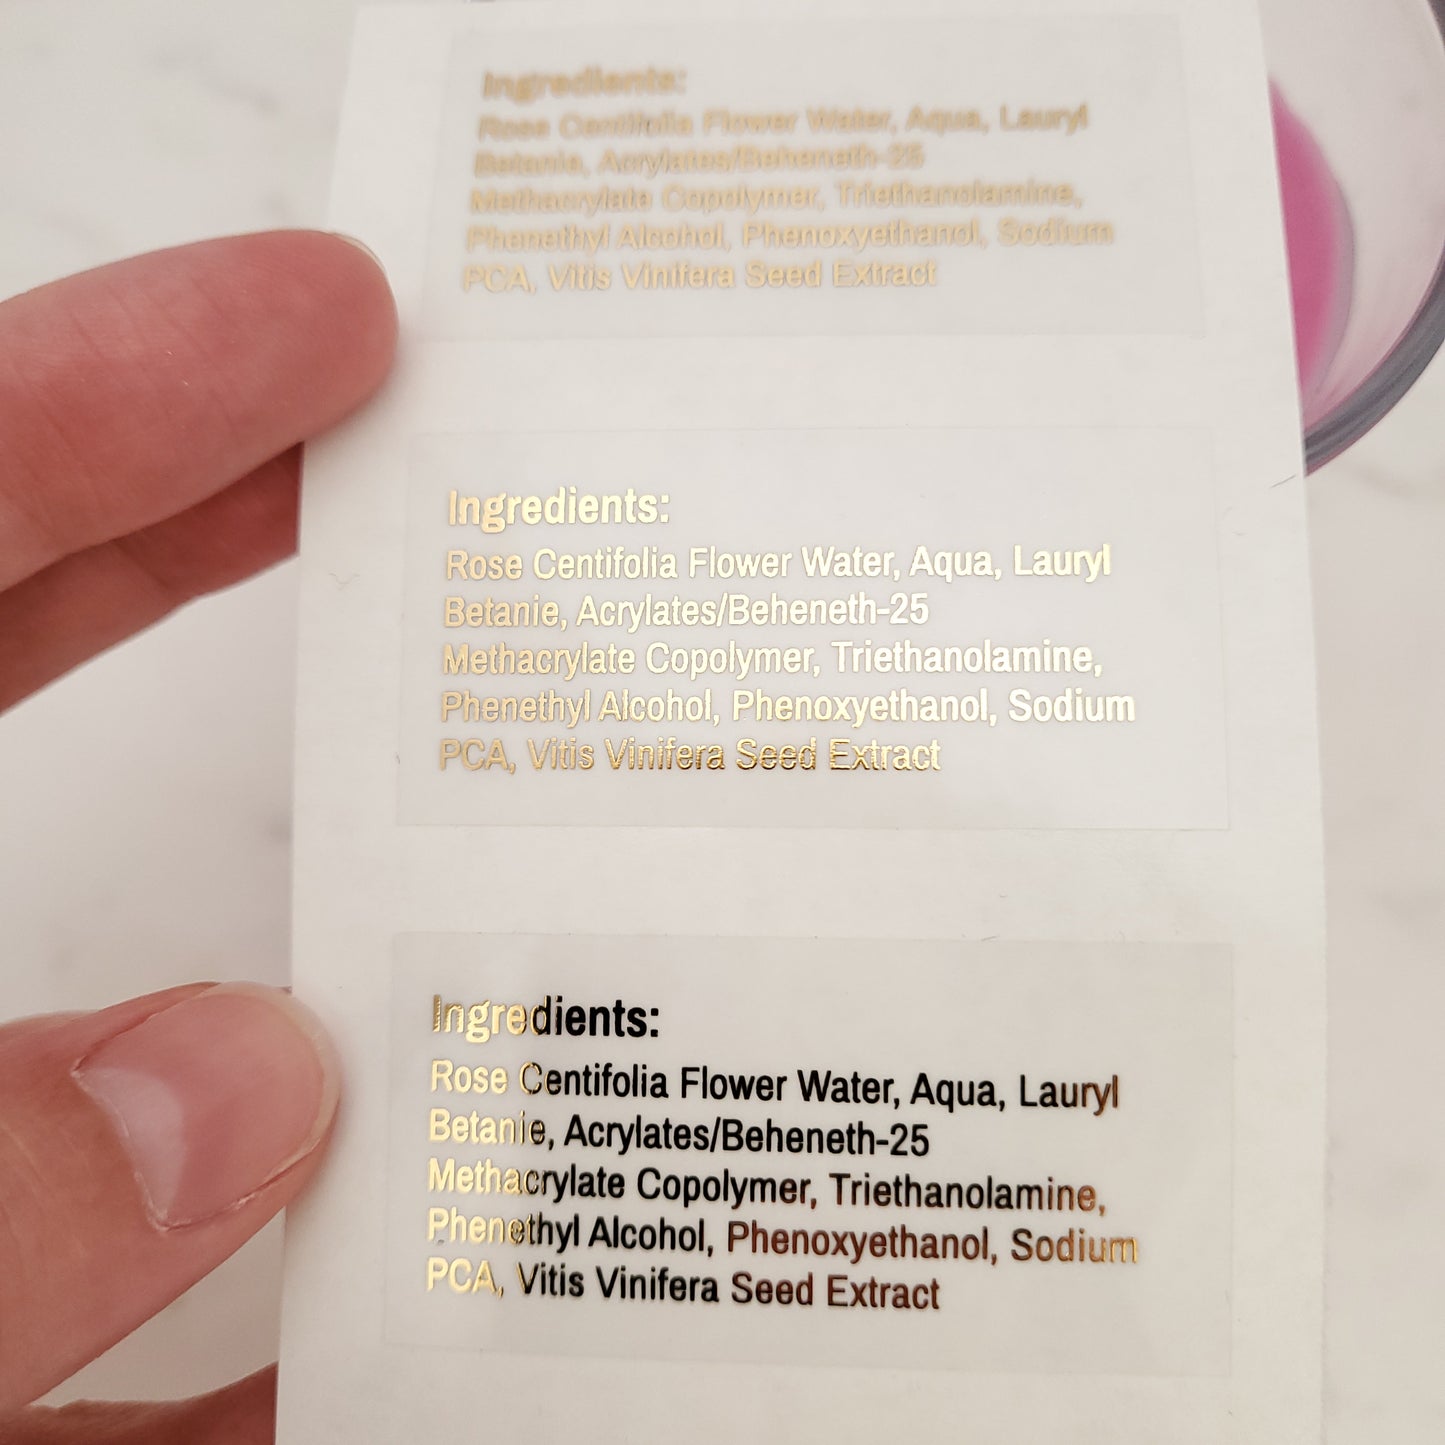 Ingredients:
Rose Centifolia Flower Water, Aqua, Lauryl
Betanie, Acrylates/Beheneth-25
Methacrylate Copolymer, Triethanolamine,
Phenethyl Alcohol, Phenoxyethanol, Sodium
PCA, Vitis Vinifera Seed Extract
Ingredients:
Rose Centifolia Flower Water, Aqua, Lauryl
Betanie, Acrylates/Beheneth-25
Methacrylate Copolymer, Triethanolamine,
Phenethyl Alcohol, Phenoxyethanol, Sodium
PCA, Vitis Vinifera Seed Extract
Ingredients:
Rose Centifolia Flower Water, Aqua, Lauryl
Betanie, Acrylates/Beheneth-25
Methacrylate Copolymer, Triethanolamine,
Phenethyl Alcohol, Phenoxyethanol, Sodium
PCA, Vitis Vinifera Seed Extract